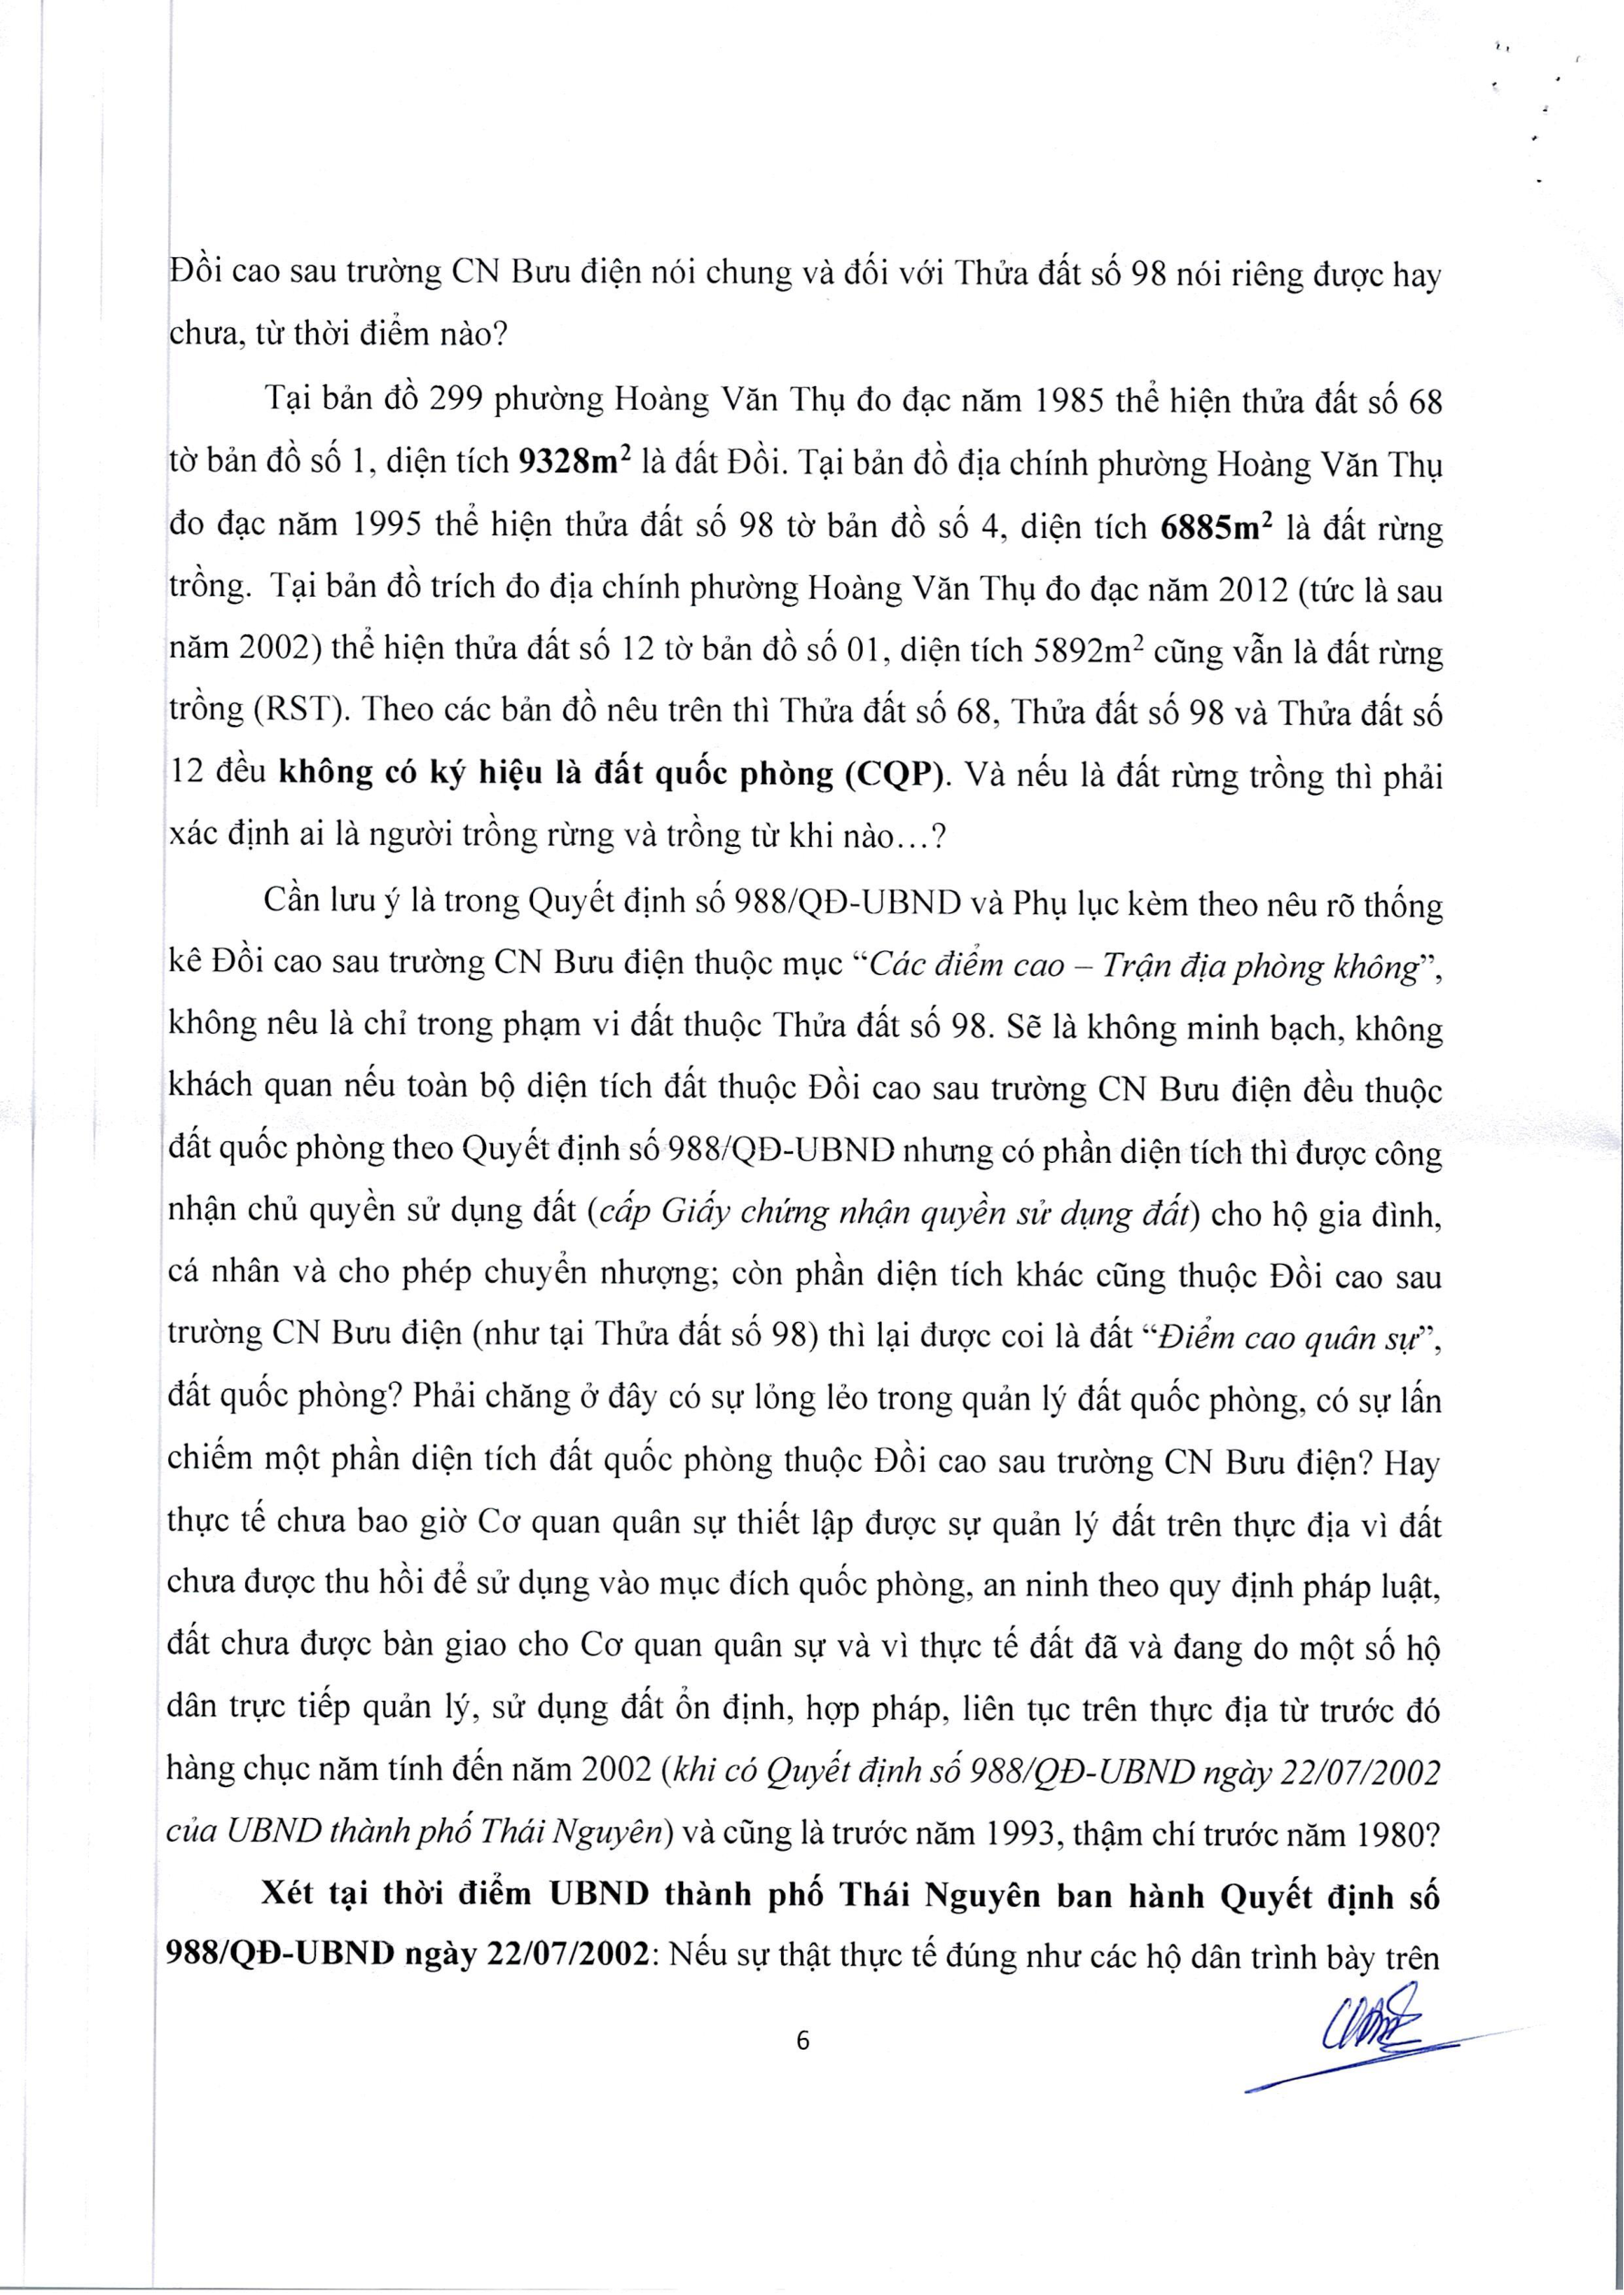 Đồi cao sau trường CN Bưu điện nói chung và đối với Thửa đất số 98 nói riêng được hay
chưa, từ thời điểm nào?
Tại bản đồ 299 phường Hoàng Văn Thụ đo đạc năm 1985 thể hiện thửa đất số 68
tờ bản đồ số 1, diện tích 9328m² là đất Đồi. Tại bản đồ địa chính phường Hoàng Văn Thụ
đo đạc năm 1995 thể hiện thửa đất số 98 tờ bản đồ số 4, diện tích 6885m² là đất rừng
trồng. Tại bản đồ trích đo địa chính phường Hoàng Văn Thụ đo đạc năm 2012 (tức là sau
năm 2002) thể hiện thửa đất số 12 tờ bản đồ số 01, diện tích 5892m² cũng vẫn là đất rừng
trồng (RST). Theo các bản đồ nêu trên thì Thửa đất số 68, Thửa đất số 98 và Thửa đất số
12 đều không có ký hiệu là đất quốc phòng (CQP). Và nếu là đất rừng trồng thì phải
xác định ai là người trồng rừng và trồng từ khi nào…?
Cần lưu ý là trong Quyết định số 988/QĐ-UBND và Phụ lục kèm theo nêu rõ thống
kê Đồi cao sau trường CN Bưu điện thuộc mục “Các điểm cao – Trận địa phòng không”,
không nêu là chỉ trong phạm vi đất thuộc Thửa đất số 98. Sẽ là không minh bạch, không
khách quan nếu toàn bộ diện tích đất thuộc Đồi cao sau trường CN Bưu điện đều thuộc
đất quốc phòng theo Quyết định số 988/QĐ-UBND nhưng có phần diện tích thì được công
nhận chủ quyền sử dụng đất (cấp Giấy chứng nhận quyền sử dụng đất) cho hộ gia đình,
cá nhân và cho phép chuyển nhượng; còn phần diện tích khác cũng thuộc Đồi cao sau
trường CN Bưu điện (như tại Thửa đất số 98) thì lại được coi là đất “Điểm cao quân sự”,
đất quốc phòng? Phải chăng ở đây có sự lỏng lẻo trong quản lý đất quốc phòng, có sự lấn
chiếm một phần diện tích đất quốc phòng thuộc Đồi cao sau trường CN Bưu điện? Hay
thực tế chưa bao giờ Cơ quan quân sự thiết lập được sự quản lý đất trên thực địa vì đất
chưa được thu hồi để sử dụng vào mục đích quốc phòng, an ninh theo quy định pháp luật,
đất chưa được bàn giao cho Cơ quan quân sự và vì thực tế đất đã và đang do một số hộ
dân trực tiếp quản lý, sử dụng đất ổn định, hợp pháp, liên tục trên thực địa từ trước đó
hàng chục năm tính đến năm 2002 (khi có Quyết định số 988/QĐ-UBND ngày 22/07/2002
của UBND thành phố Thái Nguyên) và cũng là trước năm 1993, thậm chí trước năm 1980?
Xét tại thời điểm UBND thành phố Thái Nguyên ban hành Quyết định số
988/QĐ-UBND ngày 22/07/2002: Nếu sự thật thực tế đúng như các hộ dân trình bày trên
6